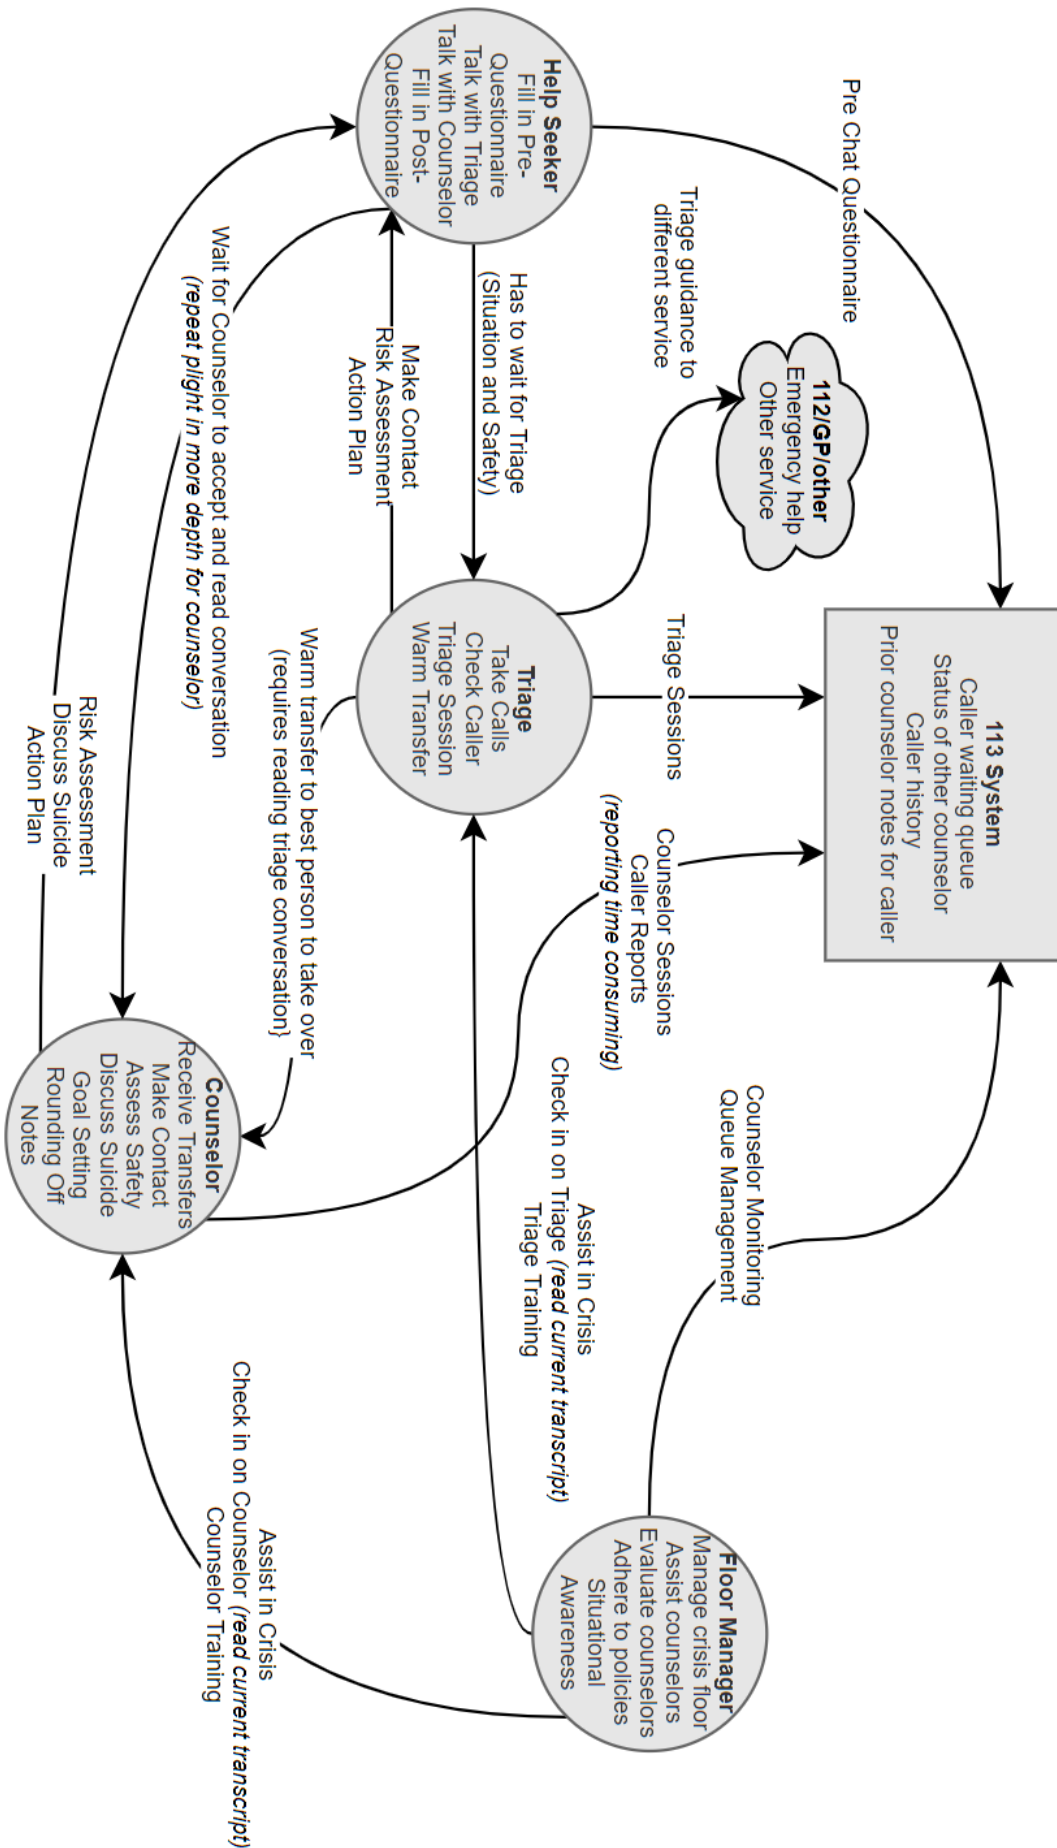 113 System
Caller waiting queue
Status of other counselor
Caller history
Prior counselor notes for caller
Pre Chat Questionnaire
112/GP/other
Emergency help
Other service
Triage guidance to
different service
Help Seeker
Fill in Pre-
Questionnaire
Talk with Triage
Talk with Counselor
Fill in Post-
Questionnaire
Has to wait for Triage
(Situation and Safety)
Make Contact
Risk Assessment
Action Plan
Triage
Take Calls
Check Caller
Triage Session
Warm Transfer
Triage Sessions
Counselor Sessions
Caller Reports
(reporting time consuming)
Counselor Monitoring
Queue Management
Floor Manager
Manage crisis floor
Assist counselors
Evaluate counselors
Adhere to policies
Situational
Awareness
Assist in Crisis
Check in on Triage (read current transcript)
Triage Training
Warm transfer to best person to take over
(requires reading triage conversation}
Wait for Counselor to accept and read conversation
(repeat plight in more depth for counselor)
Risk Assessment
Discuss Suicide
Action Plan
Counselor
Receive Transfers
Make Contact
Assess Safety
Discuss Suicide
Goal Setting
Rounding Off
Notes
Assist in Crisis
Check in on Counselor (read current transcript)
Counselor Training